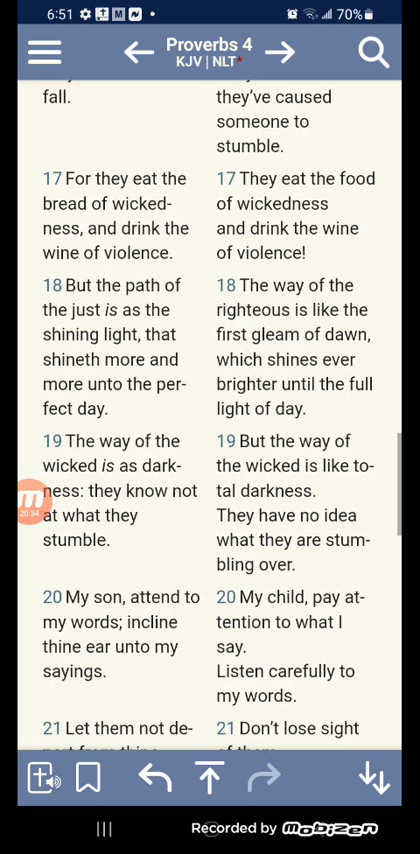 6:51
70%
Proverbs 4
KJV | NLT*
fall.
17 For they eat the
bread of wicked-
ness, and drink the
wine of violence.
18 But the path of
the just is as the
shining light, that
shineth more and
more unto the per-
fect day.
19 The way of the
wicked is as dark-
ness: they know not
at what they
stumble.
20 My son, attend to
my words; incline
thine ear unto my
sayings.
21 Let them not de-
they've caused
someone to
stumble.
17 They eat the food
of wickedness
and drink the wine
of violence!
18 The way of the
righteous is like the
first gleam of dawn,
which shines ever
brighter until the full
light of day.
19 But the way of
the wicked is like to-
tal darkness.
They have no idea
what they are stum-
bling over.
20 My child, pay at-
tention to what I
say.
Listen carefully to
my words.
21 Don't lose sight
20:34
Recorded by mobizen